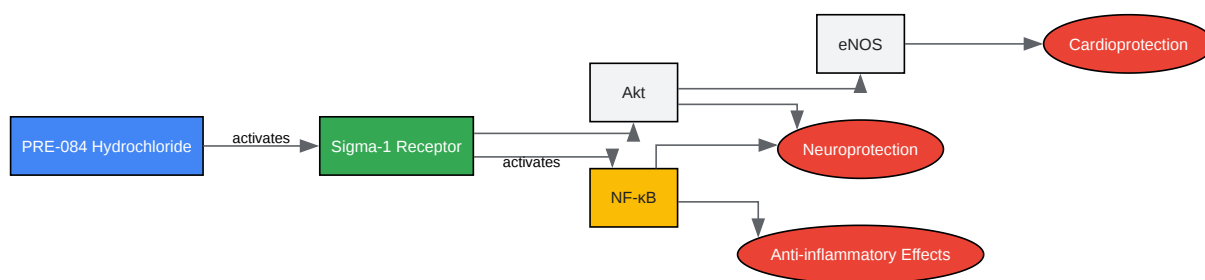 eNOS
Cardioprotection
Akt
PRE-084 Hydrochloride
activates
Sigma-1 Receptor
activates
Neuroprotection
NF-κB
Anti-inflammatory Effects